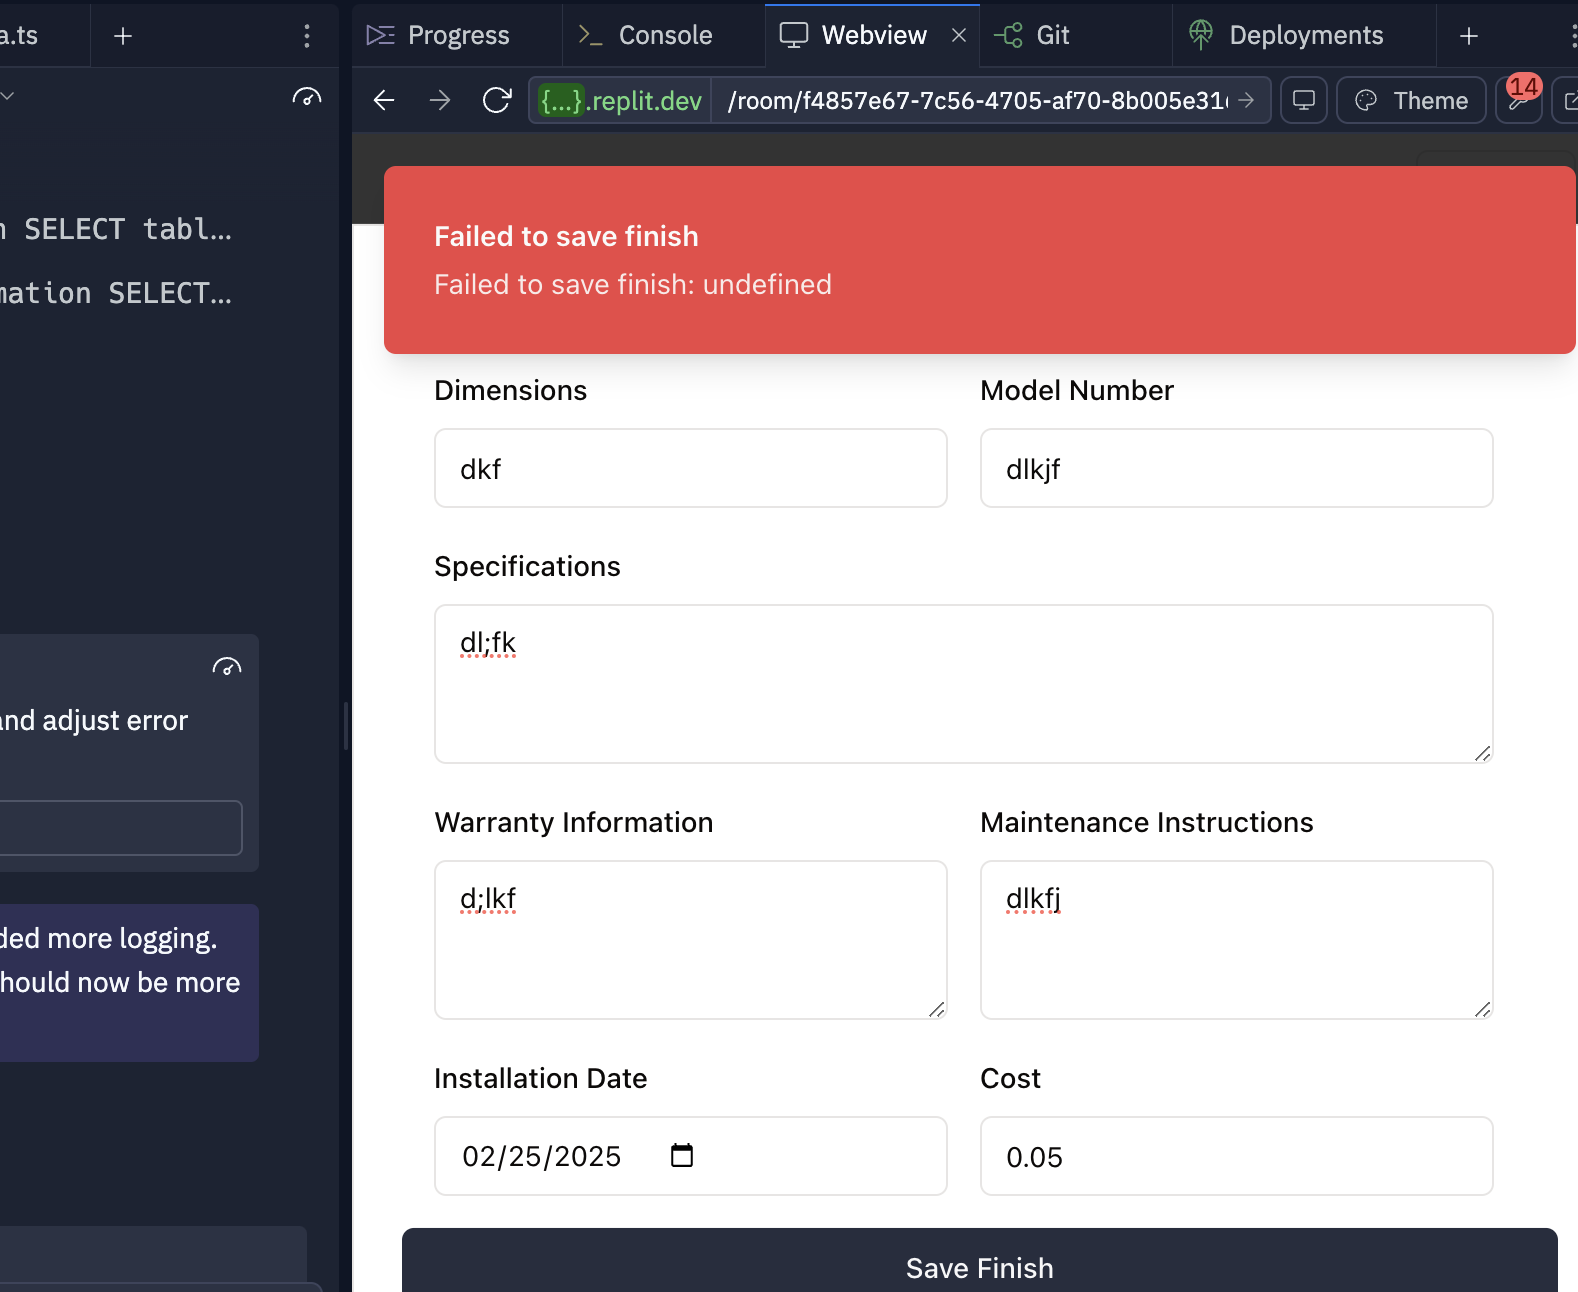 a.ts
Progress
Console
Webview
Git
Deployments
{...}.replit.dev
/room/f4857e67-7c56-4705-af70-8b005e31
Theme
14
n SELECT tabl...
mation SELECT...
and adjust error
ded more logging.
hould now be more
Failed to save finish
Failed to save finish: undefined
Dimensions
Model Number
dkf
dlkjf
Specifications
dl;fk
Warranty Information
Maintenance Instructions
d;lkf
dlkfj
Installation Date
Cost
02/25/2025
0.05
Save Finish